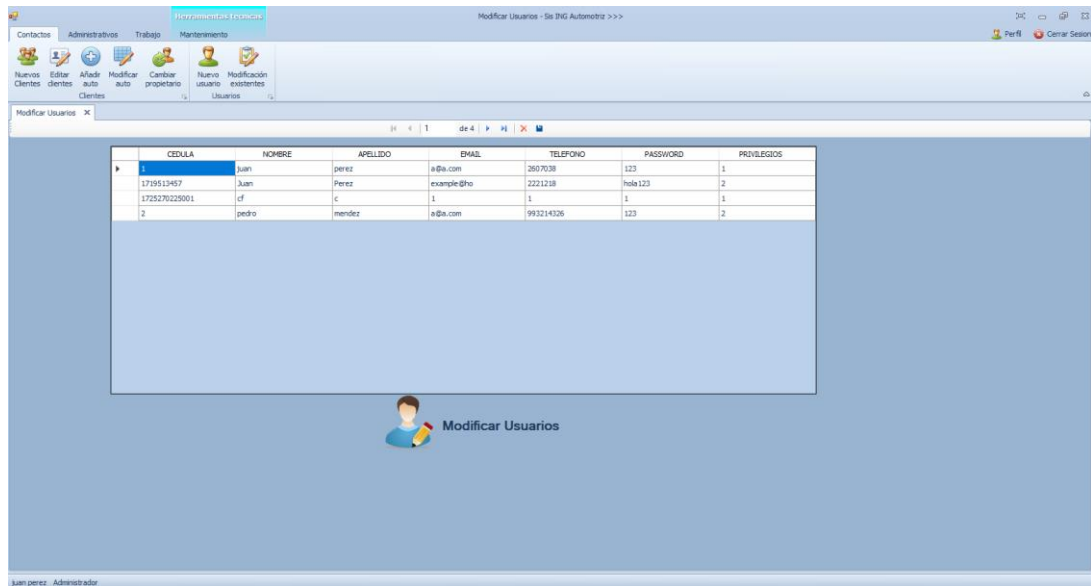 Herramientas tecnicas
Modificar Usuarios - Sis ING Automotriz >>>
Contactos Administrativos Trabajo Mantenimiento Perfil Cerrar Sesion
Nuevos Clientes Editar clientes Añadir auto Modificar auto Cambiar propietario Nuevo usuario Modificación existentes
Clientes Usuarios
Modificar Usuarios X
1 de 4
CEDULA NOMBRE APELLIDO EMAIL TELEFONO PASSWORD PRIVILEGIOS
1 juan perez a@a.com 2607038 123 1
1719513457 Juan Perez example@ho 2221218 hola123 2
1725270225001 cf c 1 1 1 1
2 pedro mendez a@a.com 993214326 123 2
Modificar Usuarios
juan perez Administrador